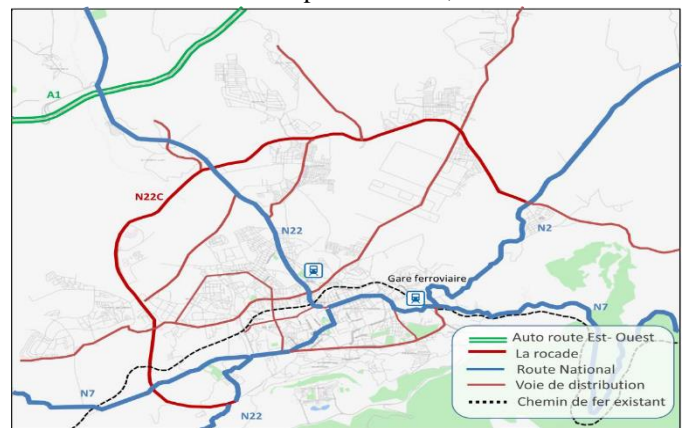 A1
N22C
N22
N2
Gare ferroviaire
N7
N7
N22
Auto route Est- Ouest
La rocade
Route National
Voie de distribution
Chemin de fer existant